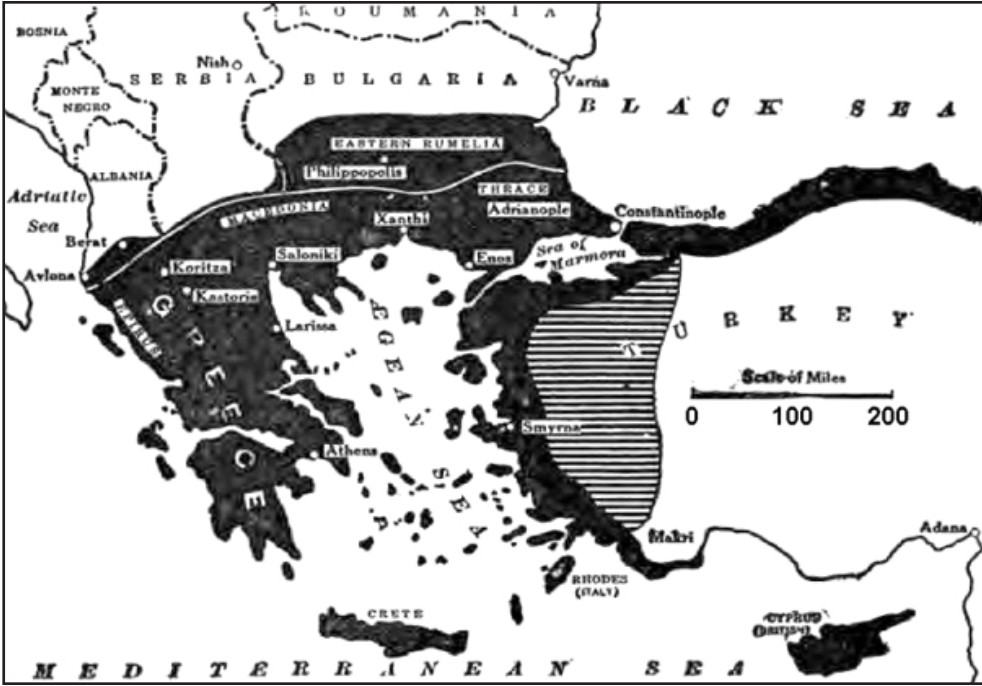 ROUMANIA
BOSNIA
Nish
SERBIA
BULGARIA
Varna
MONTE
NEGRO
BLACK SEA
EASTERN RUMELIA
ALBANIA
Philippopolis
THRACE
Adriatic
Sea
MACEDONIA
Xanthi
Adrianople
Constantinople
Berat
Sea of
Marmora
Saloniki
Enos
Avlona
Koritza
Kastoria
EPIRUS
GREECE
Larissa
ÆGEAN SEA
TURKEY
Scale of Miles
0 100 200
Smyrna
Athens
Makri
Adana
RHODES
(ITALY)
CRETE
CYPRUS
(BRITISH)
MEDITERRANEAN SEA